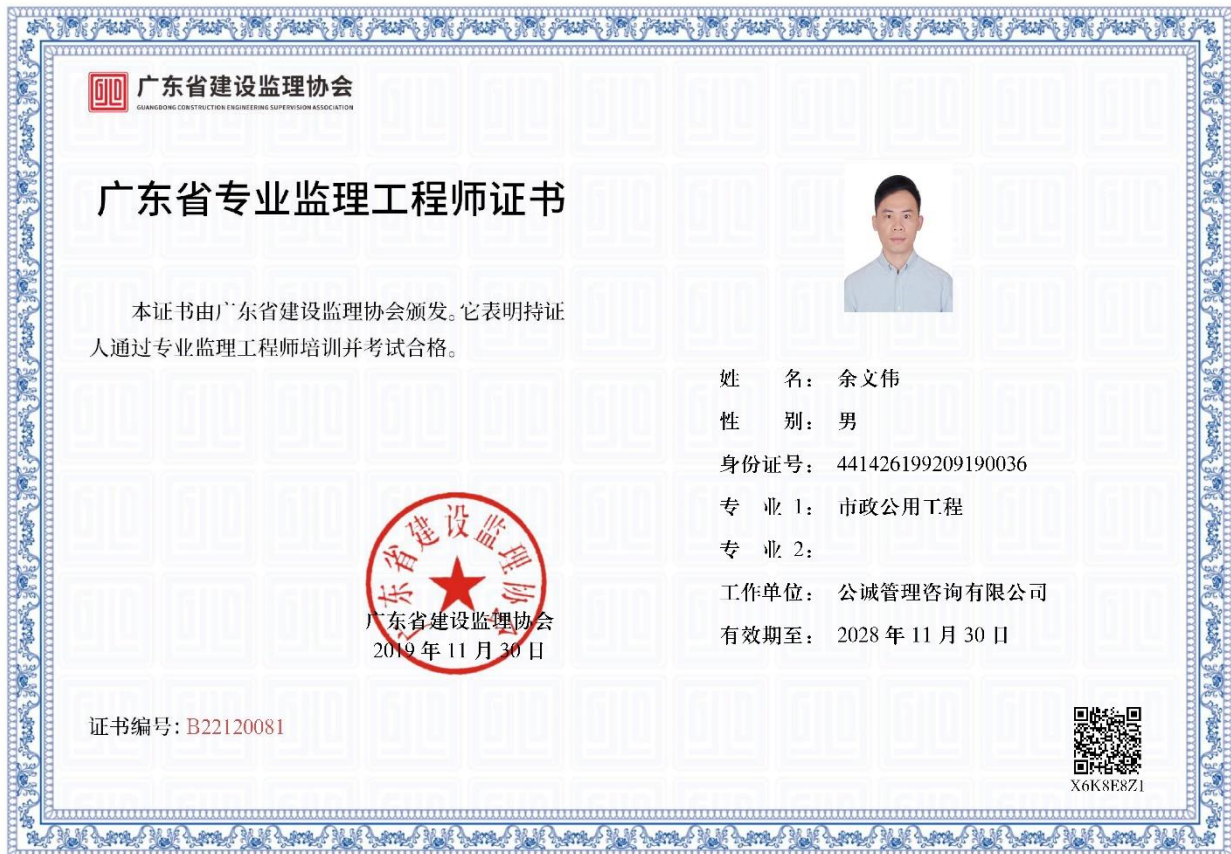 广东省建设监理协会
GUANGDONG CONSTRUCTION ENGINEERING SUPERVISION ASSOCIATION
广东省专业监理工程师证书
本证书由广东省建设监理协会颁发。它表明持证
人通过专业监理工程师培训并考试合格。
姓 名： 余文伟
性 别： 男
身份证号： 441426199209190036
专 业 1： 市政公用工程
专 业 2：
工作单位： 公诚管理咨询有限公司
有效期至： 2028 年 11 月 30 日
广东省建设监理协会
广东省建设监理协会
2019 年 11 月 30 日
证书编号：B22120081
X6K8E8Z1